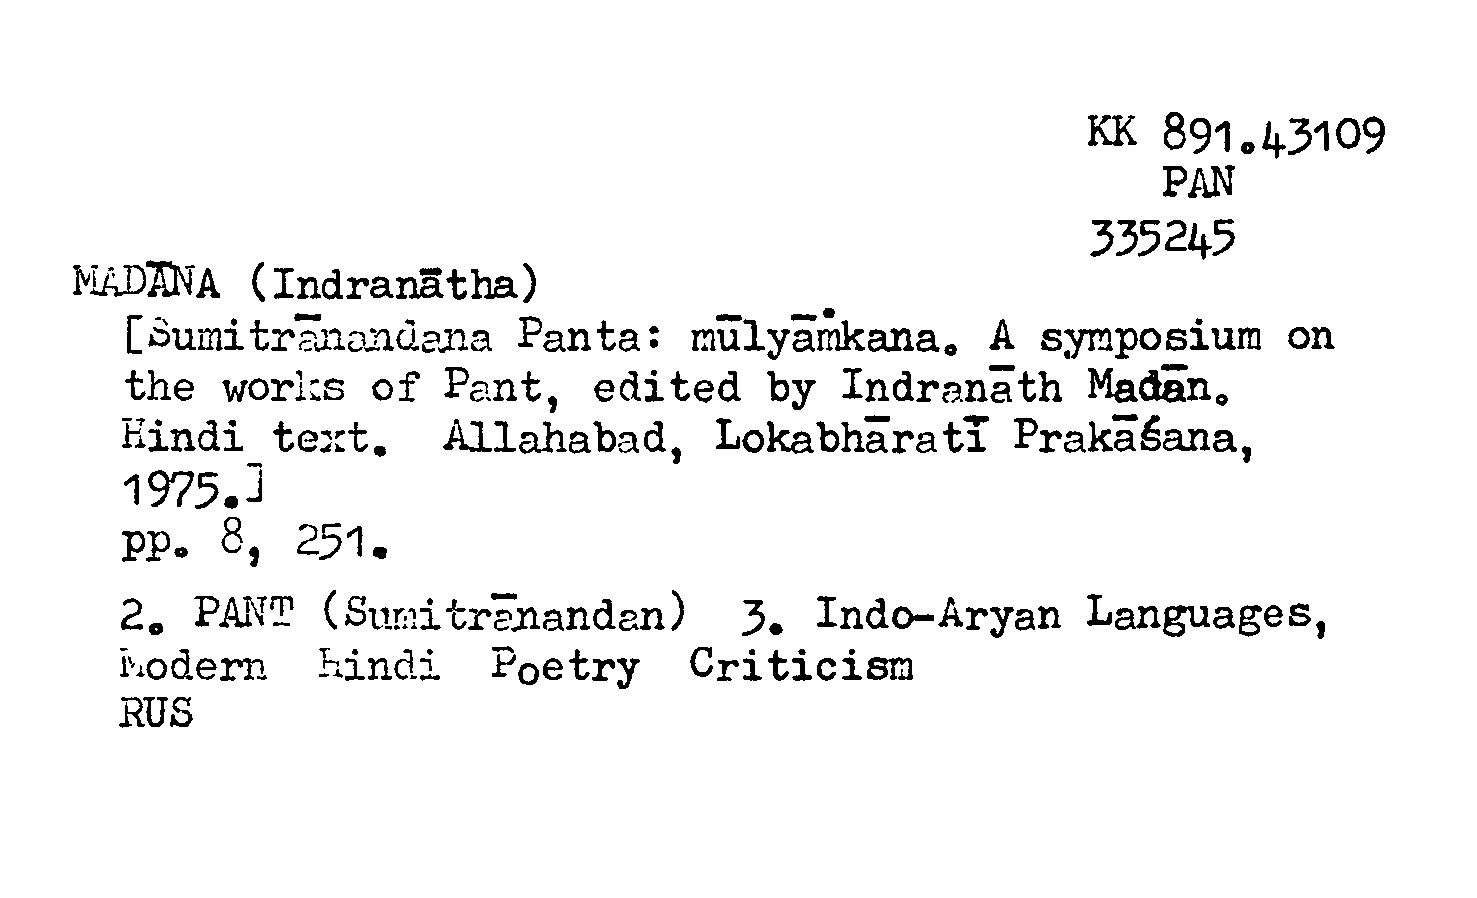 KK 891.43109
PAN
335245
MADĀNA (Indranātha)
[Sumitrānandana Panta: mūlyāṁkana. A symposium on
the works of Pant, edited by Indranāth Madān.
Hindi text. Allahabad, Lokabhāratī Prakāśana,
1975.]
pp. 8, 251.
2. PANT (Sumitrānandan) 3. Indo-Aryan Languages,
Modern Hindi Poetry Criticism
RUS